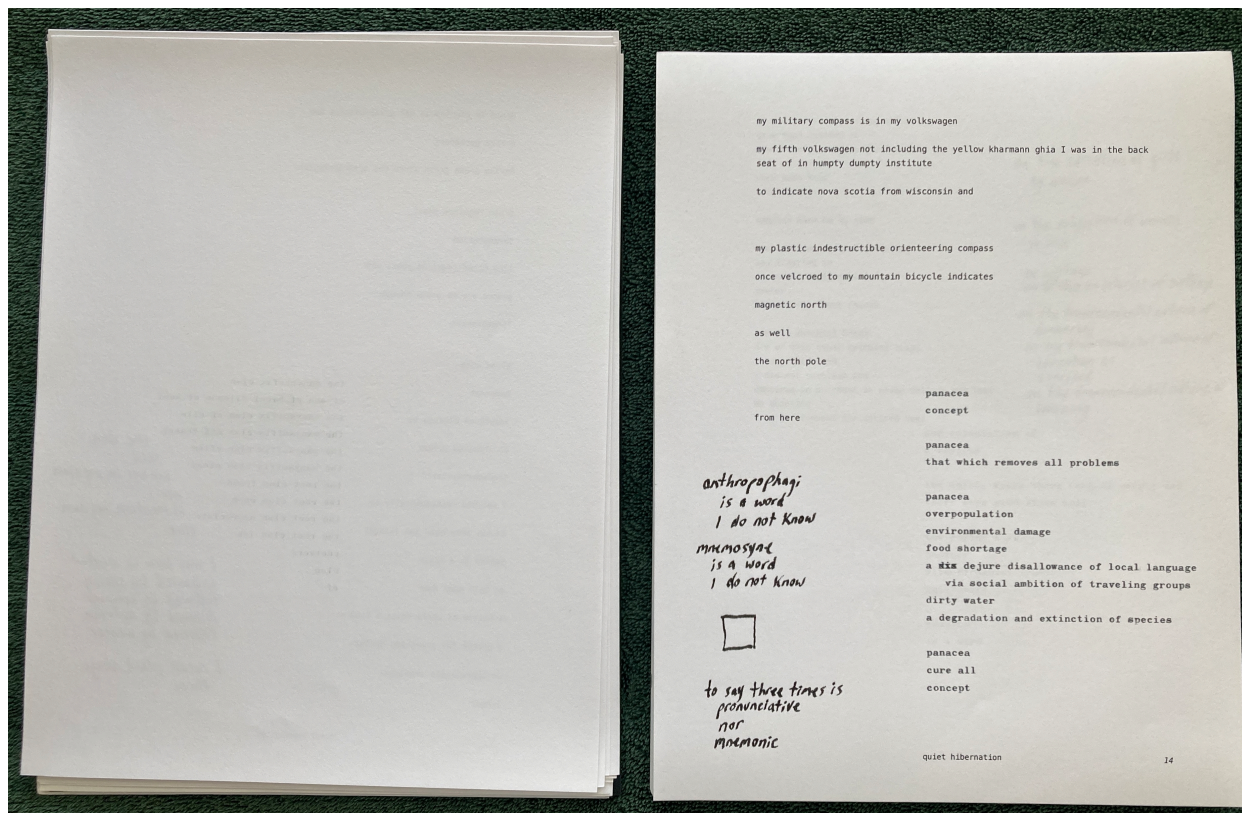 my military compass is in my volkswagen
my fifth volkswagen not including the yellow kharmann ghia I was in the back
seat of in humpty dumpty institute
to indicate nova scotia from wisconsin and
my plastic indestructible orienteering compass
once velcroed to my mountain bicycle indicates
magnetic north
as well
the north pole
from here
anthropophagi
is a word
I do not know
mnemosyne
is a word
I do not know
to say three times is
pronunciative
nor
mnemonic
panacea
concept
panacea
that which removes all problems
panacea
overpopulation
environmental damage
food shortage
a dejure disallowance of local language
via social ambition of traveling groups
dirty water
a degradation and extinction of species
panacea
cure all
concept
quiet hibernation
14